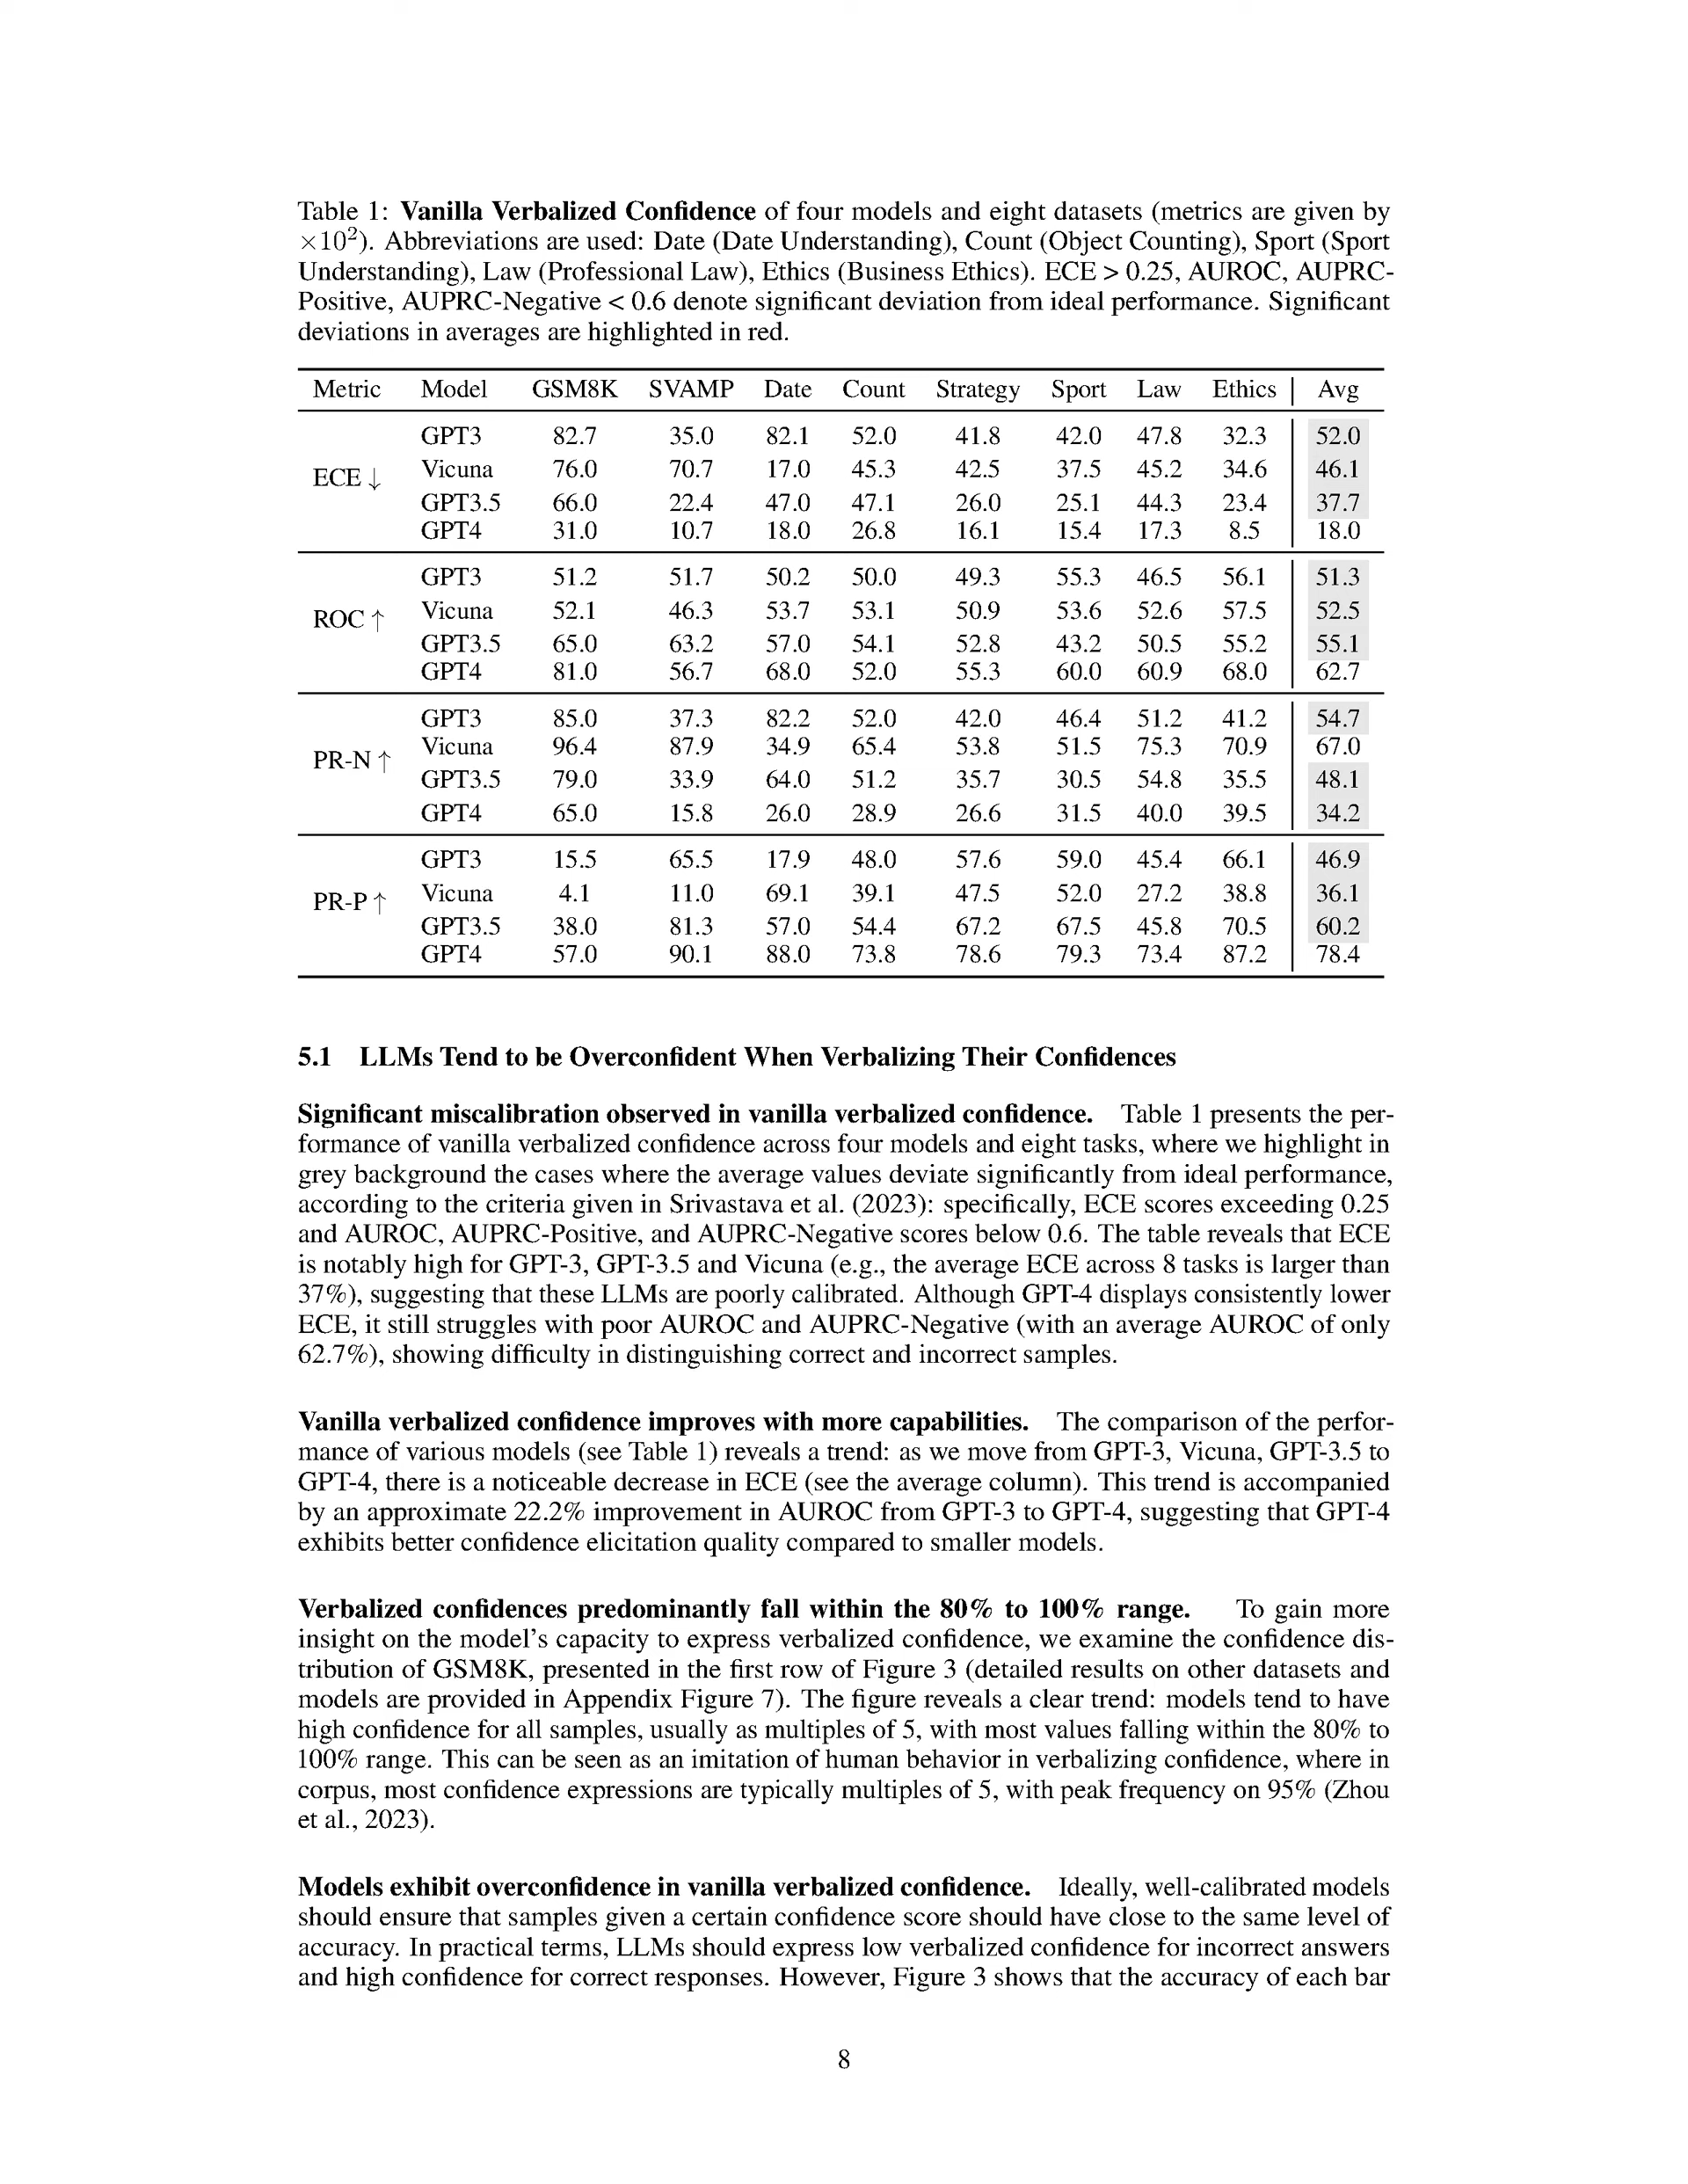 Table 1: Vanilla Verbalized Confidence of four models and eight datasets (metrics are given by
×10²). Abbreviations are used: Date (Date Understanding), Count (Object Counting), Sport (Sport
Understanding), Law (Professional Law), Ethics (Business Ethics). ECE > 0.25, AUROC, AUPRC-
Positive, AUPRC-Negative < 0.6 denote significant deviation from ideal performance. Significant
deviations in averages are highlighted in red.
Metric Model GSM8K SVAMP Date Count Strategy Sport Law Ethics Avg
ECE ↓
GPT3 82.7 35.0 82.1 52.0 41.8 42.0 47.8 32.3 52.0
Vicuna 76.0 70.7 17.0 45.3 42.5 37.5 45.2 34.6 46.1
GPT3.5 66.0 22.4 47.0 47.1 26.0 25.1 44.3 23.4 37.7
GPT4 31.0 10.7 18.0 26.8 16.1 15.4 17.3 8.5 18.0
ROC ↑
GPT3 51.2 51.7 50.2 50.0 49.3 55.3 46.5 56.1 51.3
Vicuna 52.1 46.3 53.7 53.1 50.9 53.6 52.6 57.5 52.5
GPT3.5 65.0 63.2 57.0 54.1 52.8 43.2 50.5 55.2 55.1
GPT4 81.0 56.7 68.0 52.0 55.3 60.0 60.9 68.0 62.7
PR-N ↑
GPT3 85.0 37.3 82.2 52.0 42.0 46.4 51.2 41.2 54.7
Vicuna 96.4 87.9 34.9 65.4 53.8 51.5 75.3 70.9 67.0
GPT3.5 79.0 33.9 64.0 51.2 35.7 30.5 54.8 35.5 48.1
GPT4 65.0 15.8 26.0 28.9 26.6 31.5 40.0 39.5 34.2
PR-P ↑
GPT3 15.5 65.5 17.9 48.0 57.6 59.0 45.4 66.1 46.9
Vicuna 4.1 11.0 69.1 39.1 47.5 52.0 27.2 38.8 36.1
GPT3.5 38.0 81.3 57.0 54.4 67.2 67.5 45.8 70.5 60.2
GPT4 57.0 90.1 88.0 73.8 78.6 79.3 73.4 87.2 78.4
5.1 LLMs Tend to be Overconfident When Verbalizing Their Confidences
Significant miscalibration observed in vanilla verbalized confidence. Table 1 presents the per-
formance of vanilla verbalized confidence across four models and eight tasks, where we highlight in
grey background the cases where the average values deviate significantly from ideal performance,
according to the criteria given in Srivastava et al. (2023): specifically, ECE scores exceeding 0.25
and AUROC, AUPRC-Positive, and AUPRC-Negative scores below 0.6. The table reveals that ECE
is notably high for GPT-3, GPT-3.5 and Vicuna (e.g., the average ECE across 8 tasks is larger than
37%), suggesting that these LLMs are poorly calibrated. Although GPT-4 displays consistently lower
ECE, it still struggles with poor AUROC and AUPRC-Negative (with an average AUROC of only
62.7%), showing difficulty in distinguishing correct and incorrect samples.
Vanilla verbalized confidence improves with more capabilities. The comparison of the perfor-
mance of various models (see Table 1) reveals a trend: as we move from GPT-3, Vicuna, GPT-3.5 to
GPT-4, there is a noticeable decrease in ECE (see the average column). This trend is accompanied
by an approximate 22.2% improvement in AUROC from GPT-3 to GPT-4, suggesting that GPT-4
exhibits better confidence elicitation quality compared to smaller models.
Verbalized confidences predominantly fall within the 80% to 100% range. To gain more
insight on the model's capacity to express verbalized confidence, we examine the confidence dis-
tribution of GSM8K, presented in the first row of Figure 3 (detailed results on other datasets and
models are provided in Appendix Figure 7). The figure reveals a clear trend: models tend to have
high confidence for all samples, usually as multiples of 5, with most values falling within the 80% to
100% range. This can be seen as an imitation of human behavior in verbalizing confidence, where in
corpus, most confidence expressions are typically multiples of 5, with peak frequency on 95% (Zhou
et al., 2023).
Models exhibit overconfidence in vanilla verbalized confidence. Ideally, well-calibrated models
should ensure that samples given a certain confidence score should have close to the same level of
accuracy. In practical terms, LLMs should express low verbalized confidence for incorrect answers
and high confidence for correct responses. However, Figure 3 shows that the accuracy of each bar
8